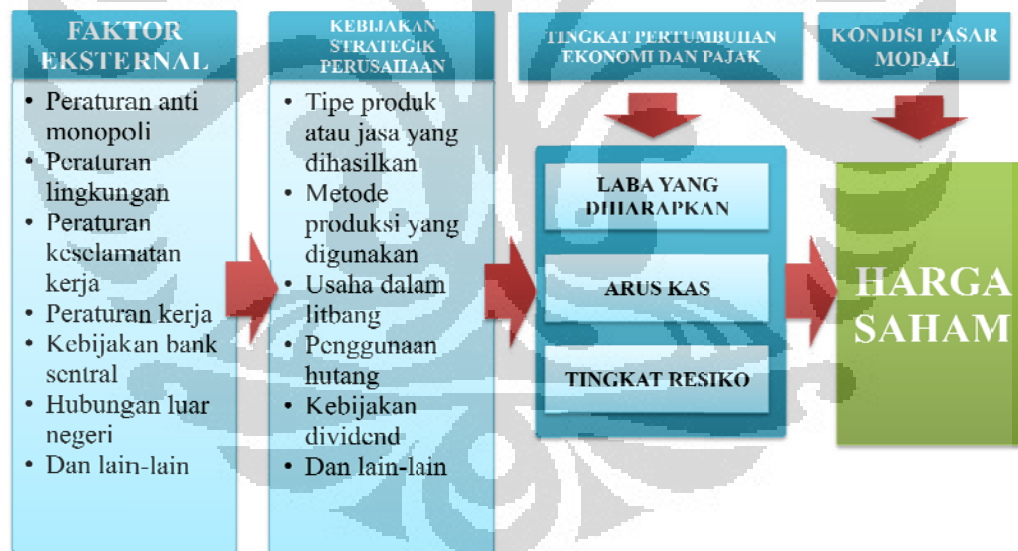 FAKTOR
EKSTERNAL
• Peraturan anti
monopoli
• Peraturan
lingkungan
• Peraturan
keselamatan
kerja
• Peraturan kerja
• Kebijakan bank
sentral
• Hubungan luar
negeri
• Dan lain-lain
KEBIJAKAN
STRATEGIK
PERUSAHAAN
• Tipe produk
atau jasa yang
dihasilkan
• Metode
produksi yang
digunakan
• Usaha dalam
litbang
• Penggunaan
hutang
• Kebijakan
dividend
• Dan lain-lain
TINGKAT PERTUMBUHAN
EKONOMI DAN PAJAK
LABA YANG
DIHARAPKAN
ARUS KAS
TINGKAT RESIKO
KONDISI PASAR
MODAL
HARGA
SAHAM